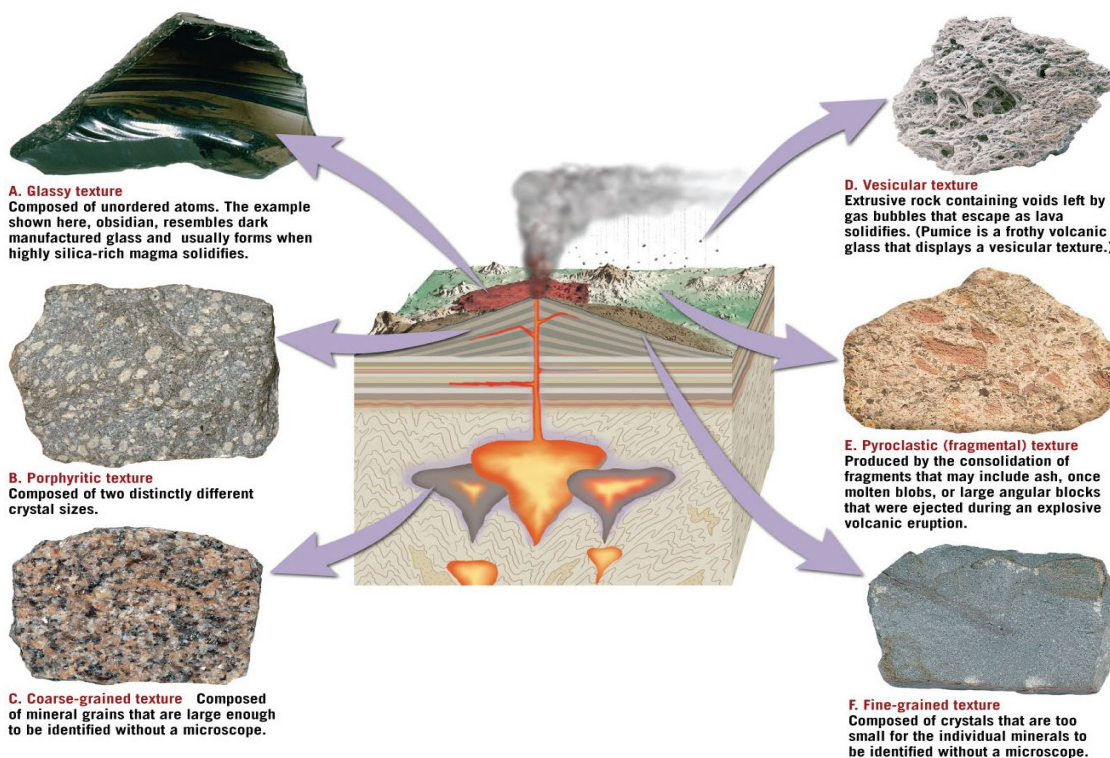 A. Glassy texture
Composed of unordered atoms. The example
shown here, obsidian, resembles dark
manufactured glass and usually forms when
highly silica-rich magma solidifies.
B. Porphyritic texture
Composed of two distinctly different
crystal sizes.
C. Coarse-grained texture Composed
of mineral grains that are large enough
to be identified without a microscope.
D. Vesicular texture
Extrusive rock containing voids left by
gas bubbles that escape as lava
solidifies. (Pumice is a frothy volcanic
glass that displays a vesicular texture.)
E. Pyroclastic (fragmental) texture
Produced by the consolidation of
fragments that may include ash, once
molten blobs, or large angular blocks
that were ejected during an explosive
volcanic eruption.
F. Fine-grained texture
Composed of crystals that are too
small for the individual minerals to
be identified without a microscope.